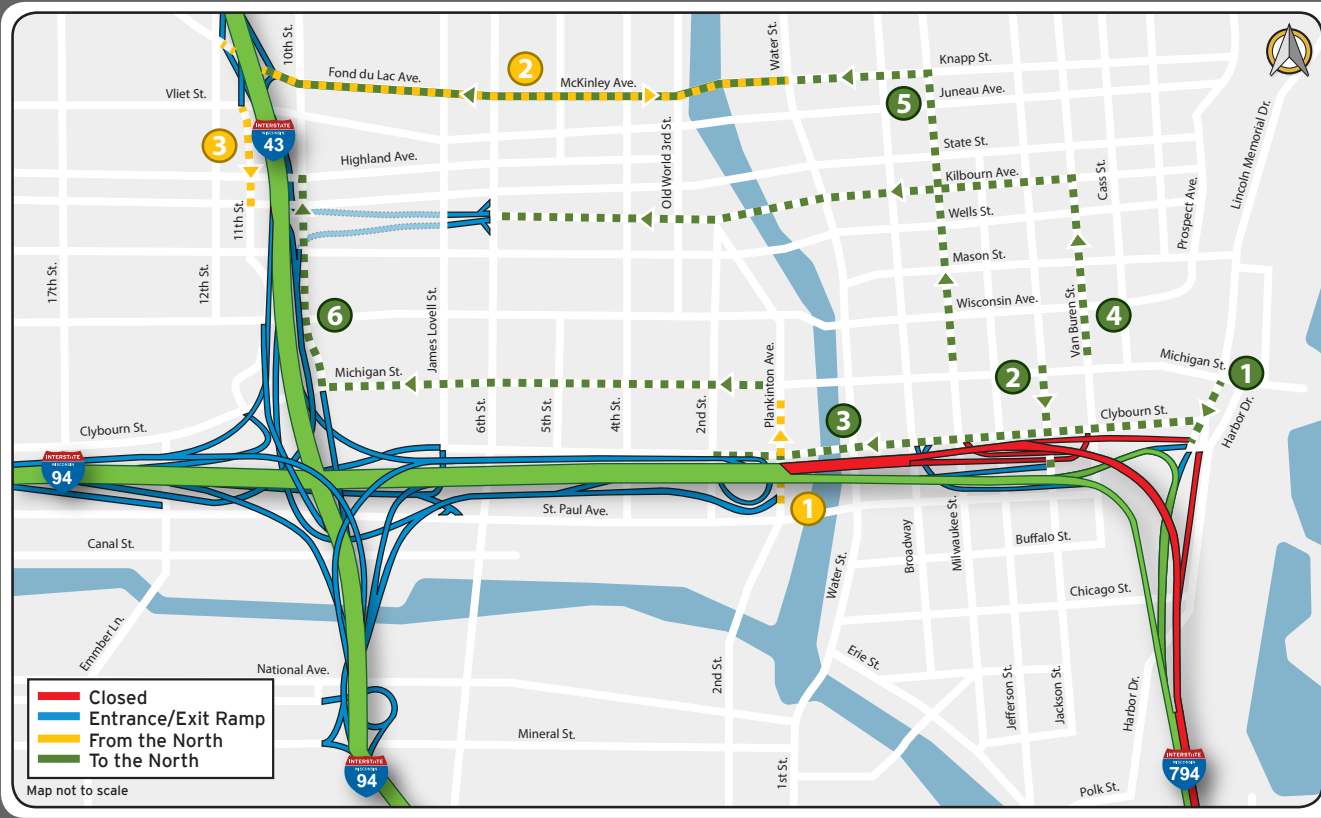 10th St.
Water St.
Knapp St.
2
Fond du Lac Ave.
McKinley Ave.
Juneau Ave.
Vliet St.
5
Lincoln Memorial Dr.
INTERSTATE
WISCONSIN
43
3
State St.
Highland Ave.
Old World 3rd St.
Kilbourn Ave.
Cass St.
Prospect Ave.
11th St.
Wells St.
Mason St.
17th St.
12th St.
Wisconsin Ave.
6
James Lovell St.
Van Buren St.
4
Michigan St.
Plankinton Ave.
2
Michigan St.
1
6th St.
5th St.
4th St.
2nd St.
3
Clybourn St.
Harbor Dr.
Clybourn St.
INTERSTATE
WISCONSIN
94
St. Paul Ave.
1
Canal St.
Water St.
Broadway
Milwaukee St.
Buffalo St.
Chicago St.
Emmber Ln.
National Ave.
2nd St.
Erie St.
Jefferson St.
Jackson St.
Harbor Dr.
Closed
Entrance/Exit Ramp
From the North
To the North
Map not to scale
Mineral St.
INTERSTATE
WISCONSIN
94
1st St.
INTERSTATE
WISCONSIN
794
Polk St.